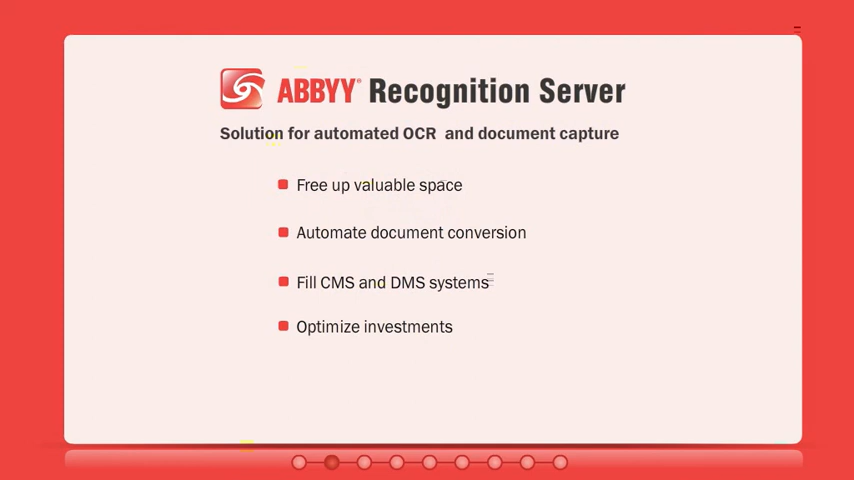 ABBYY® Recognition Server
Solution for automated OCR and document capture
Free up valuable space
Automate document conversion
Fill CMS and DMS systems
Optimize investments